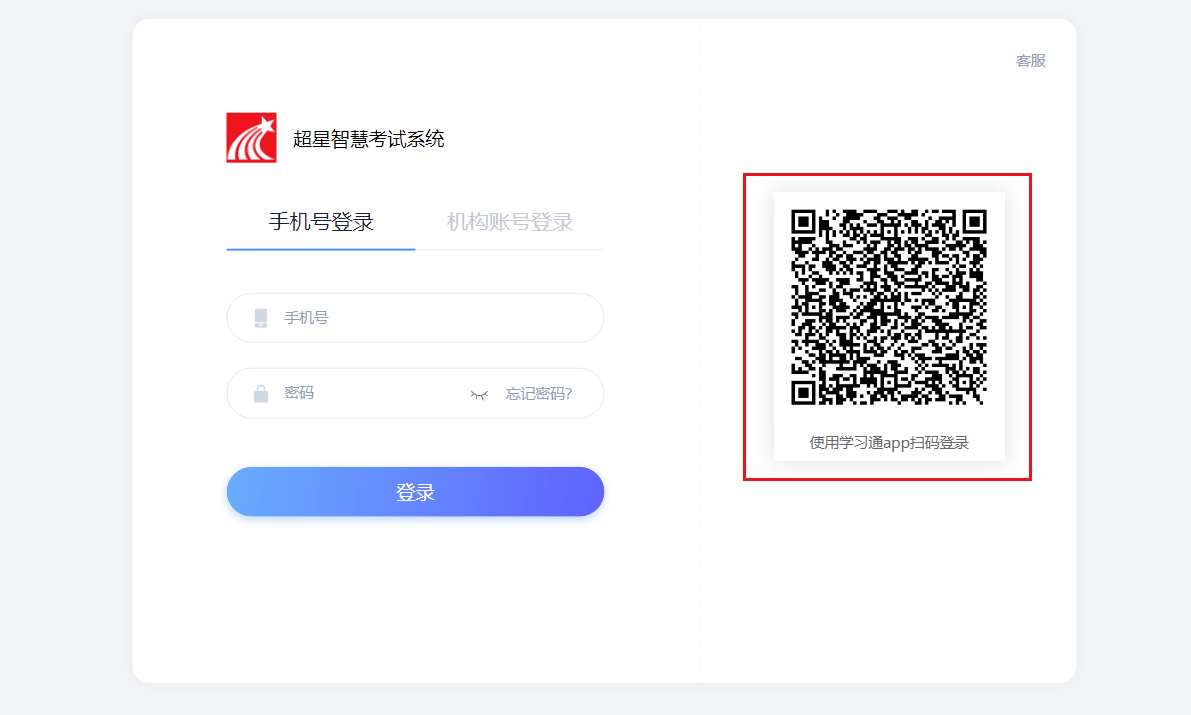 客服
超星智慧考试系统
手机号登录 机构账号登录
手机号
密码 忘记密码?
登录
使用学习通app扫码登录